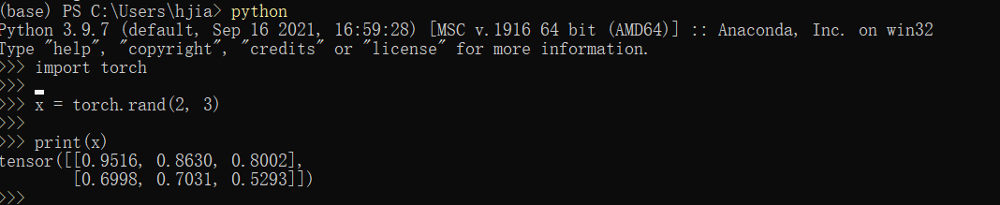 (base) PS C:\Users\hjia> python
Python 3.9.7 (default, Sep 16 2021, 16:59:28) [MSC v.1916 64 bit (AMD64)] :: Anaconda, Inc. on win32
Type "help", "copyright", "credits" or "license" for more information.
>>> import torch
>>>
>>> x = torch.rand(2, 3)
>>>
>>> print(x)
tensor([[0.9516, 0.8630, 0.8002],
        [0.6998, 0.7031, 0.5293]])
>>>